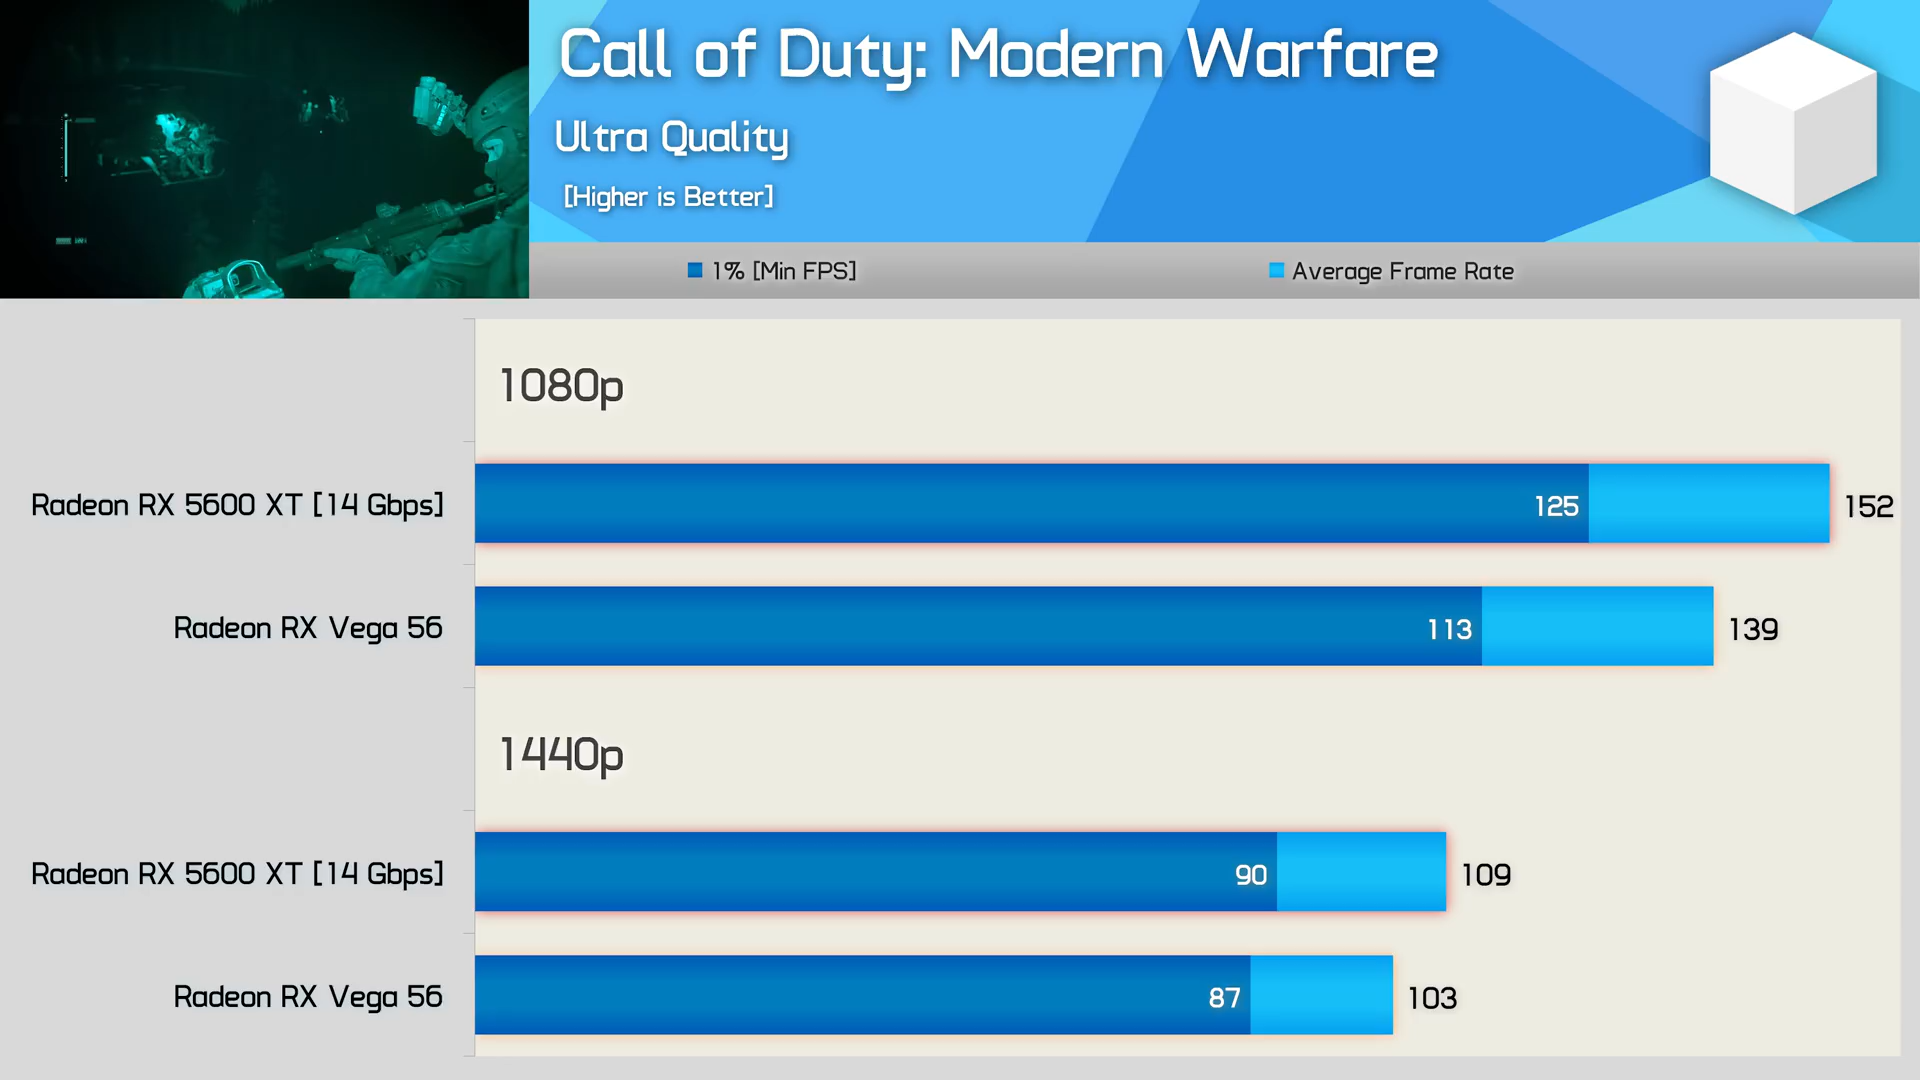 Call of Duty: Modern Warfare
Ultra Quality
[Higher is Better]
1% [Min FPS]
Average Frame Rate
1080p
Radeon RX 5600 XT [14 Gbps]
125
152
Radeon RX Vega 56
113
139
1440p
Radeon RX 5600 XT [14 Gbps]
90
109
Radeon RX Vega 56
87
103